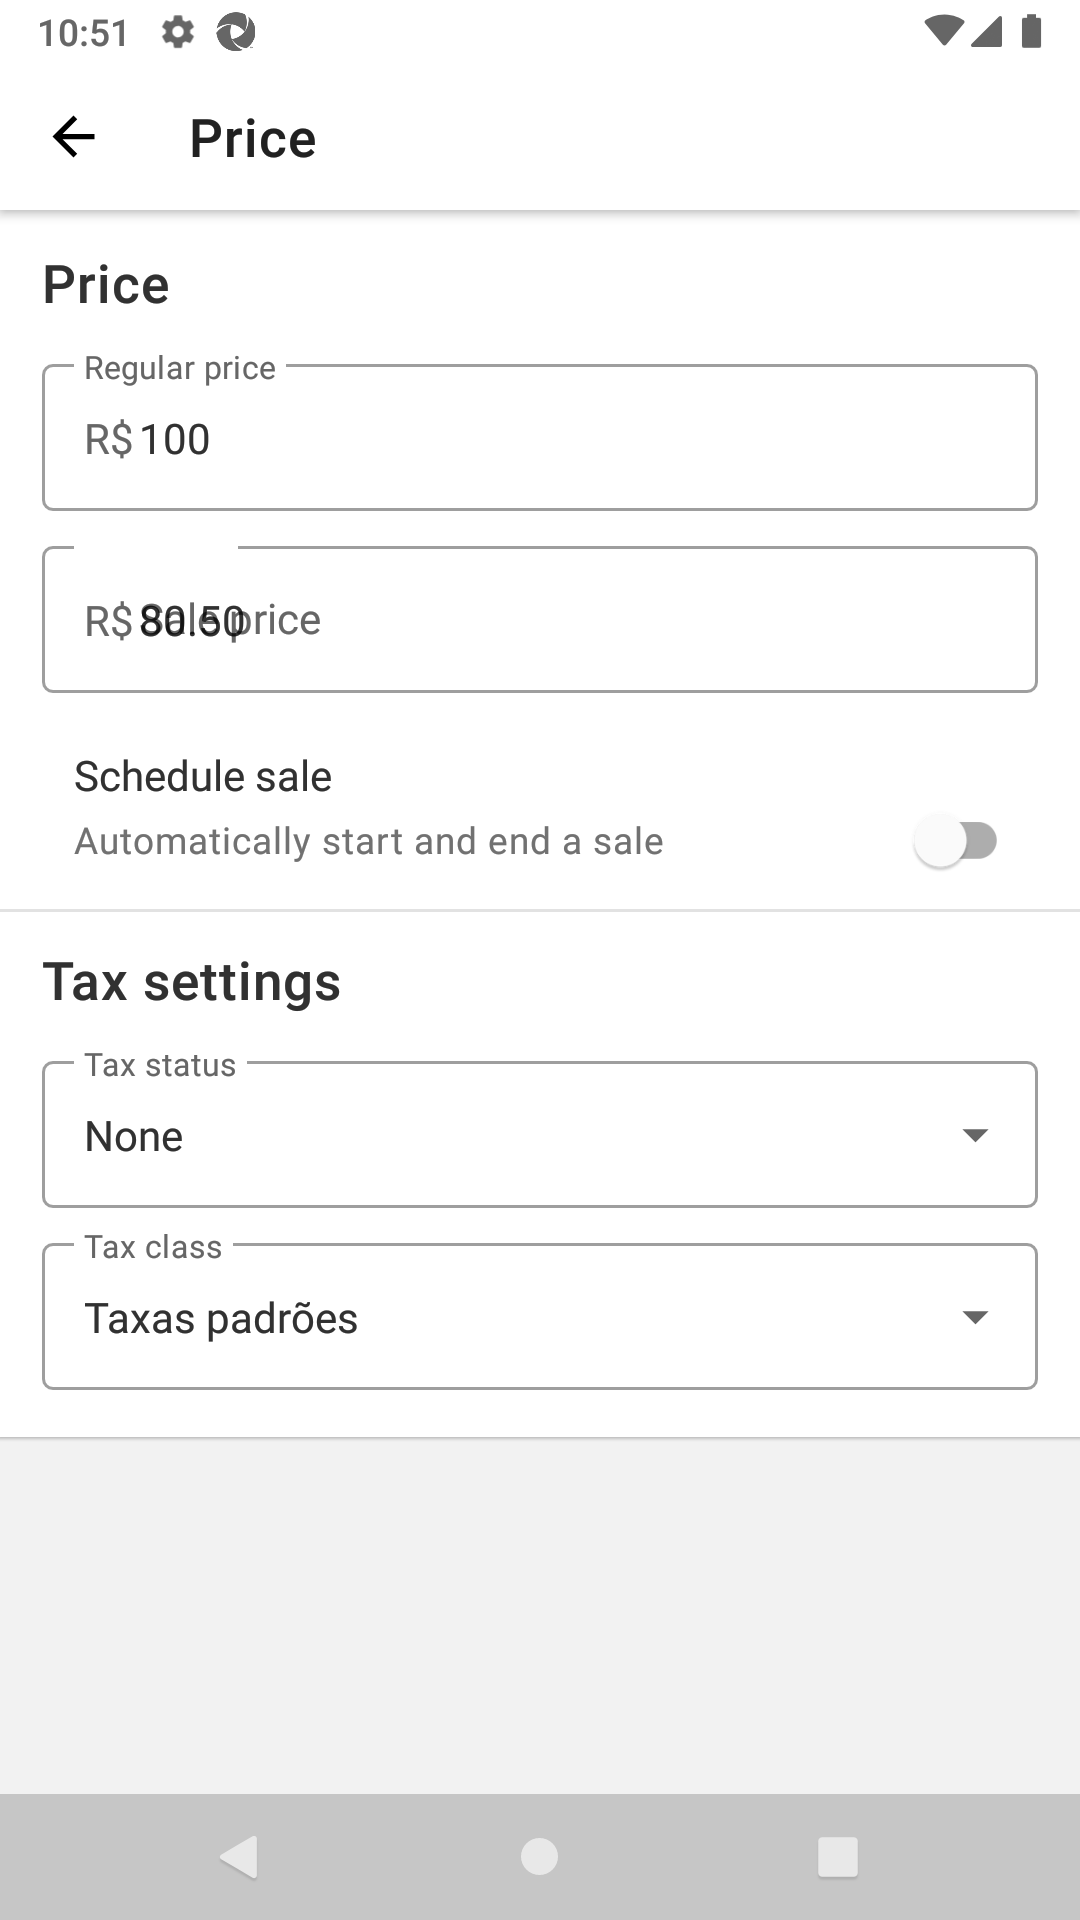 10:51
Price
Price
Regular price
R$ 100
R$ 80.50
Sale price
Schedule sale
Automatically start and end a sale
Tax settings
Tax status
None
Tax class
Taxas padrões